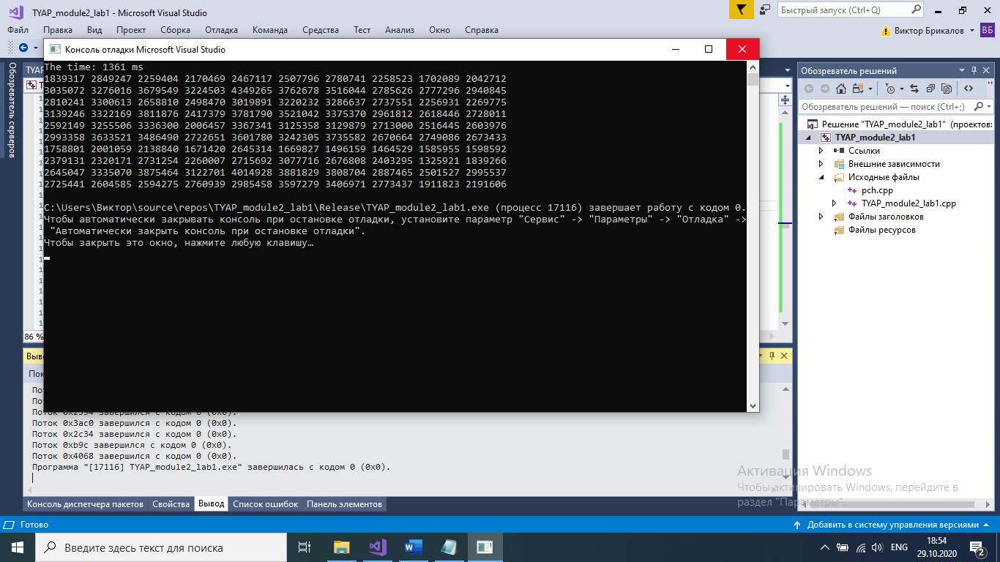 TYAP_module2_lab1 - Microsoft Visual Studio
Быстрый запуск (Ctrl+Q)
Файл Правка Вид Проект Сборка Отладка Команда Средства Тест Анализ Окно Справка
Виктор Брикалов ВБ
Обозреватель серверов
TYAP
Консоль отладки Microsoft Visual Studio
The time: 1361 ms
1839317 2849247 2259404 2170469 2467117 2507796 2780741 2258523 1702089 2042712
3035072 3276016 3679549 3224503 4349265 3762678 3516044 2785626 2777296 2940845
2810241 3300613 2658810 2498470 3019891 3220232 3286637 2737551 2256931 2269775
3139246 3322169 3811876 2417379 3781790 3521042 3375370 2961812 2618446 2728011
2592149 3255506 3336300 2006457 3367341 3125358 3129879 2713000 2516445 2603976
2993358 3633521 3486490 2722651 3601780 3242305 3735582 2670664 2749086 2673433
1758801 2001059 2138840 1671420 2645314 1669827 1496159 1464529 1585955 1598592
2379131 2320171 2731254 2260007 2715692 3077716 2676808 2403295 1325921 1839266
2645047 3335070 3875464 3122701 4014928 3881829 3808704 2887465 2501527 2995537
2725441 2604585 2594275 2760939 2985458 3597279 3406971 2773437 1911823 2191606
C:\Users\Виктор\source\repos\TYAP_module2_lab1\Release\TYAP_module2_lab1.exe (процесс 17116) завершает работу с кодом 0.
Чтобы автоматически закрывать консоль при остановке отладки, установите параметр "Сервис" -> "Параметры" -> "Отладка" ->
"Автоматически закрыть консоль при остановке отладки".
Чтобы закрыть это окно, нажмите любую клавишу…
86 %
Обозреватель решений
Обозреватель решений — поиск (Ctrl+;)
Решение "TYAP_module2_lab1" (проектов:
TYAP_module2_lab1
Ссылки
Внешние зависимости
Исходные файлы
pch.cpp
TYAP_module2_lab1.cpp
Файлы заголовков
Файлы ресурсов
Поток 0x3ac0 завершился с кодом 0 (0x0).
Поток 0x2c34 завершился с кодом 0 (0x0).
Поток 0xb9c завершился с кодом 0 (0x0).
Поток 0x4068 завершился с кодом 0 (0x0).
Программа "[17116] TYAP_module2_lab1.exe" завершилась с кодом 0 (0x0).
Консоль диспетчера пакетов Свойства Вывод Список ошибок Панель элементов
Активация Windows
Чтобы активировать Windows, перейдите в
раздел "Параметры".
Готово
Добавить в систему управления версиями
Введите здесь текст для поиска
ENG
18:54
29.10.2020
2